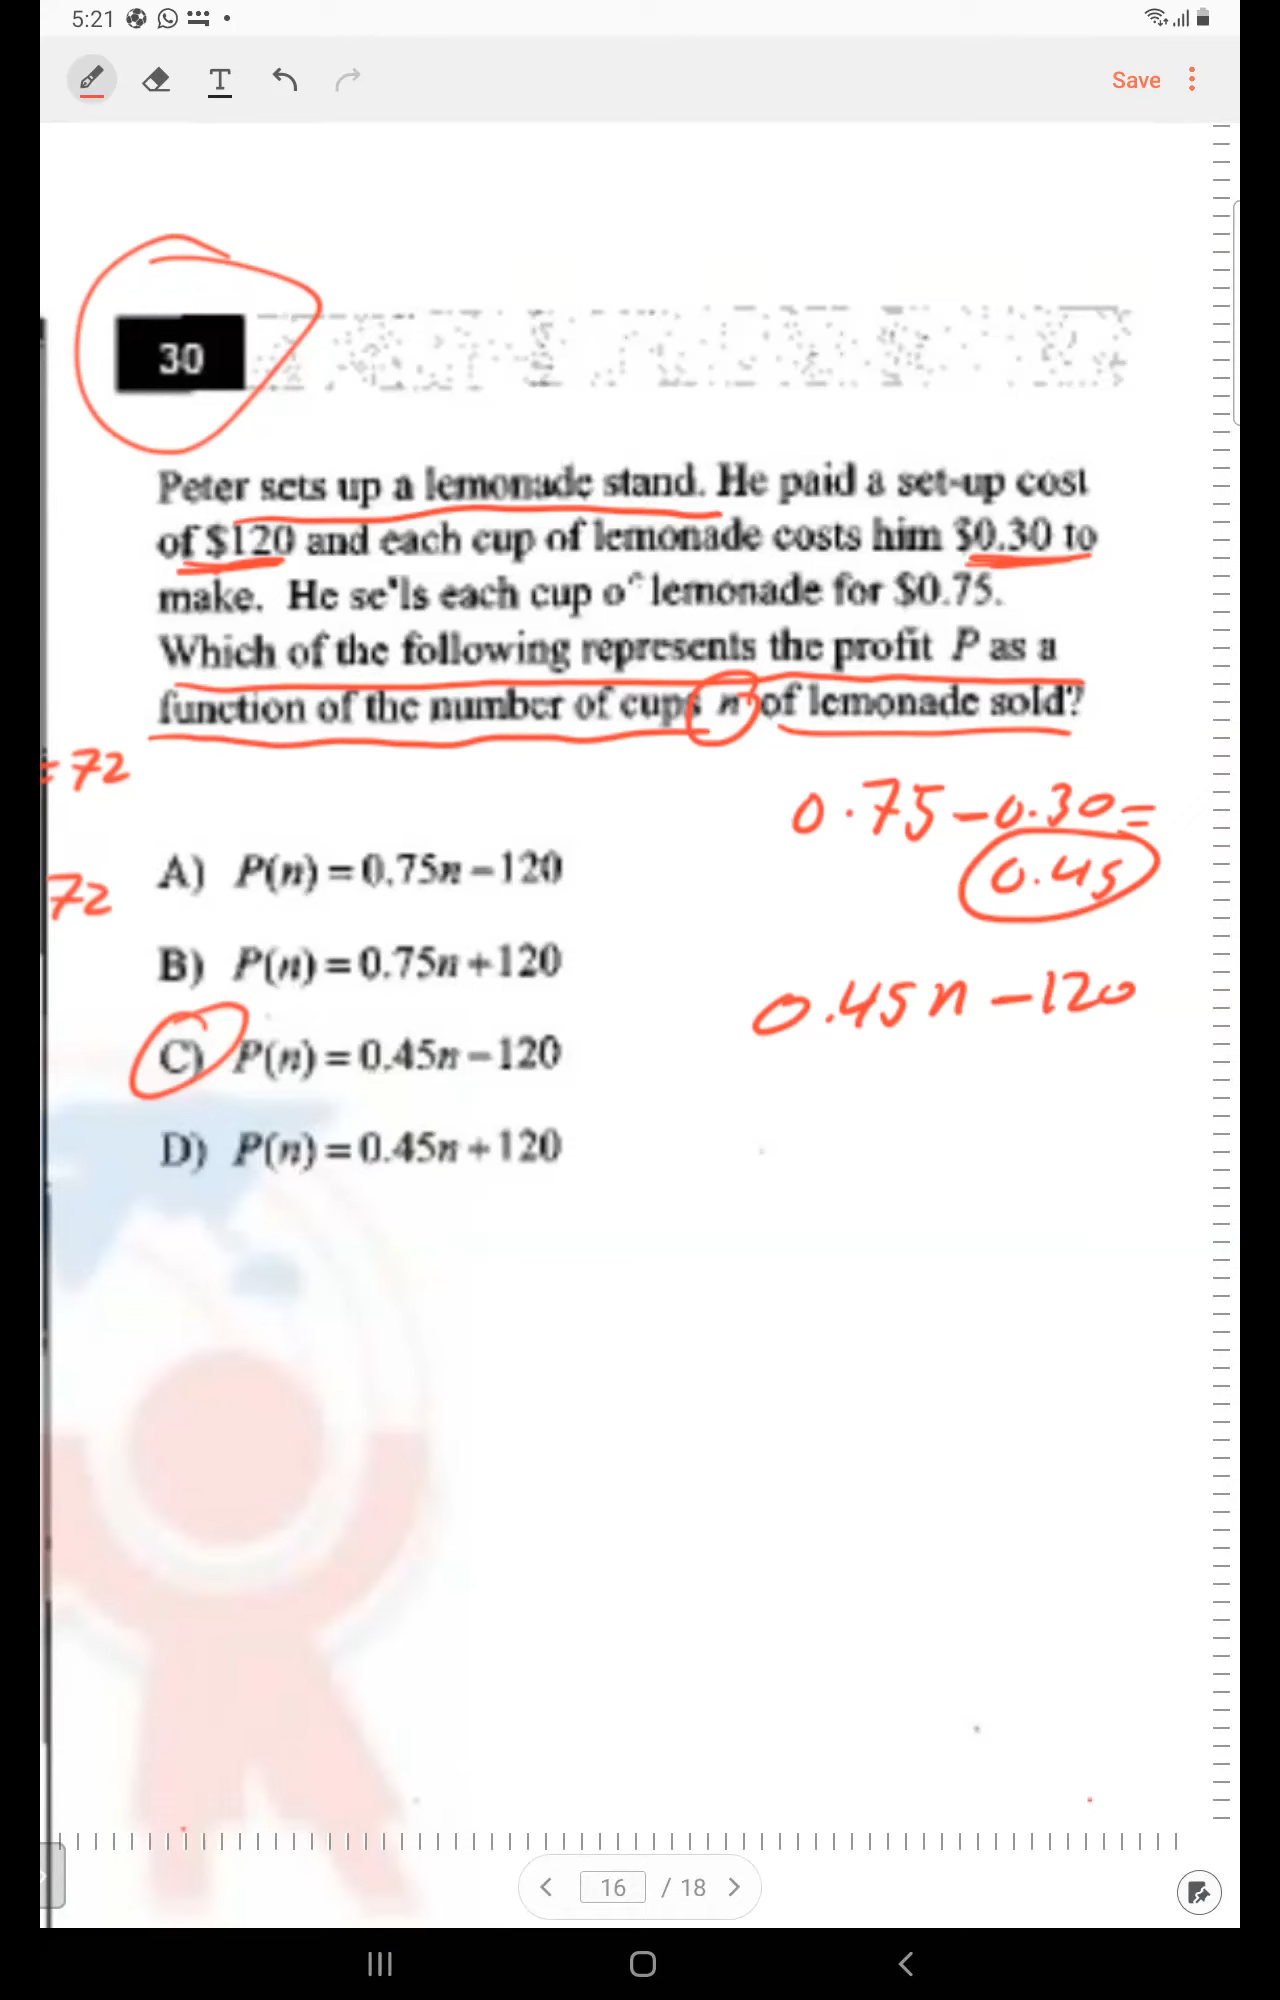 5:21
Save
30
Peter sets up a lemonade stand. He paid a set-up cost
of $120 and each cup of lemonade costs him $0.30 to
make. He se'ls each cup of lemonade for $0.75.
Which of the following represents the profit P as a
function of the number of cups n of lemonade sold?
= 72
0.75 - 0.30 =
0.45
72
A) P(n) = 0.75n - 120
B) P(n) = 0.75n + 120
0.45n - 120
C) P(n) = 0.45n - 120
D) P(n) = 0.45n + 120
16 / 18